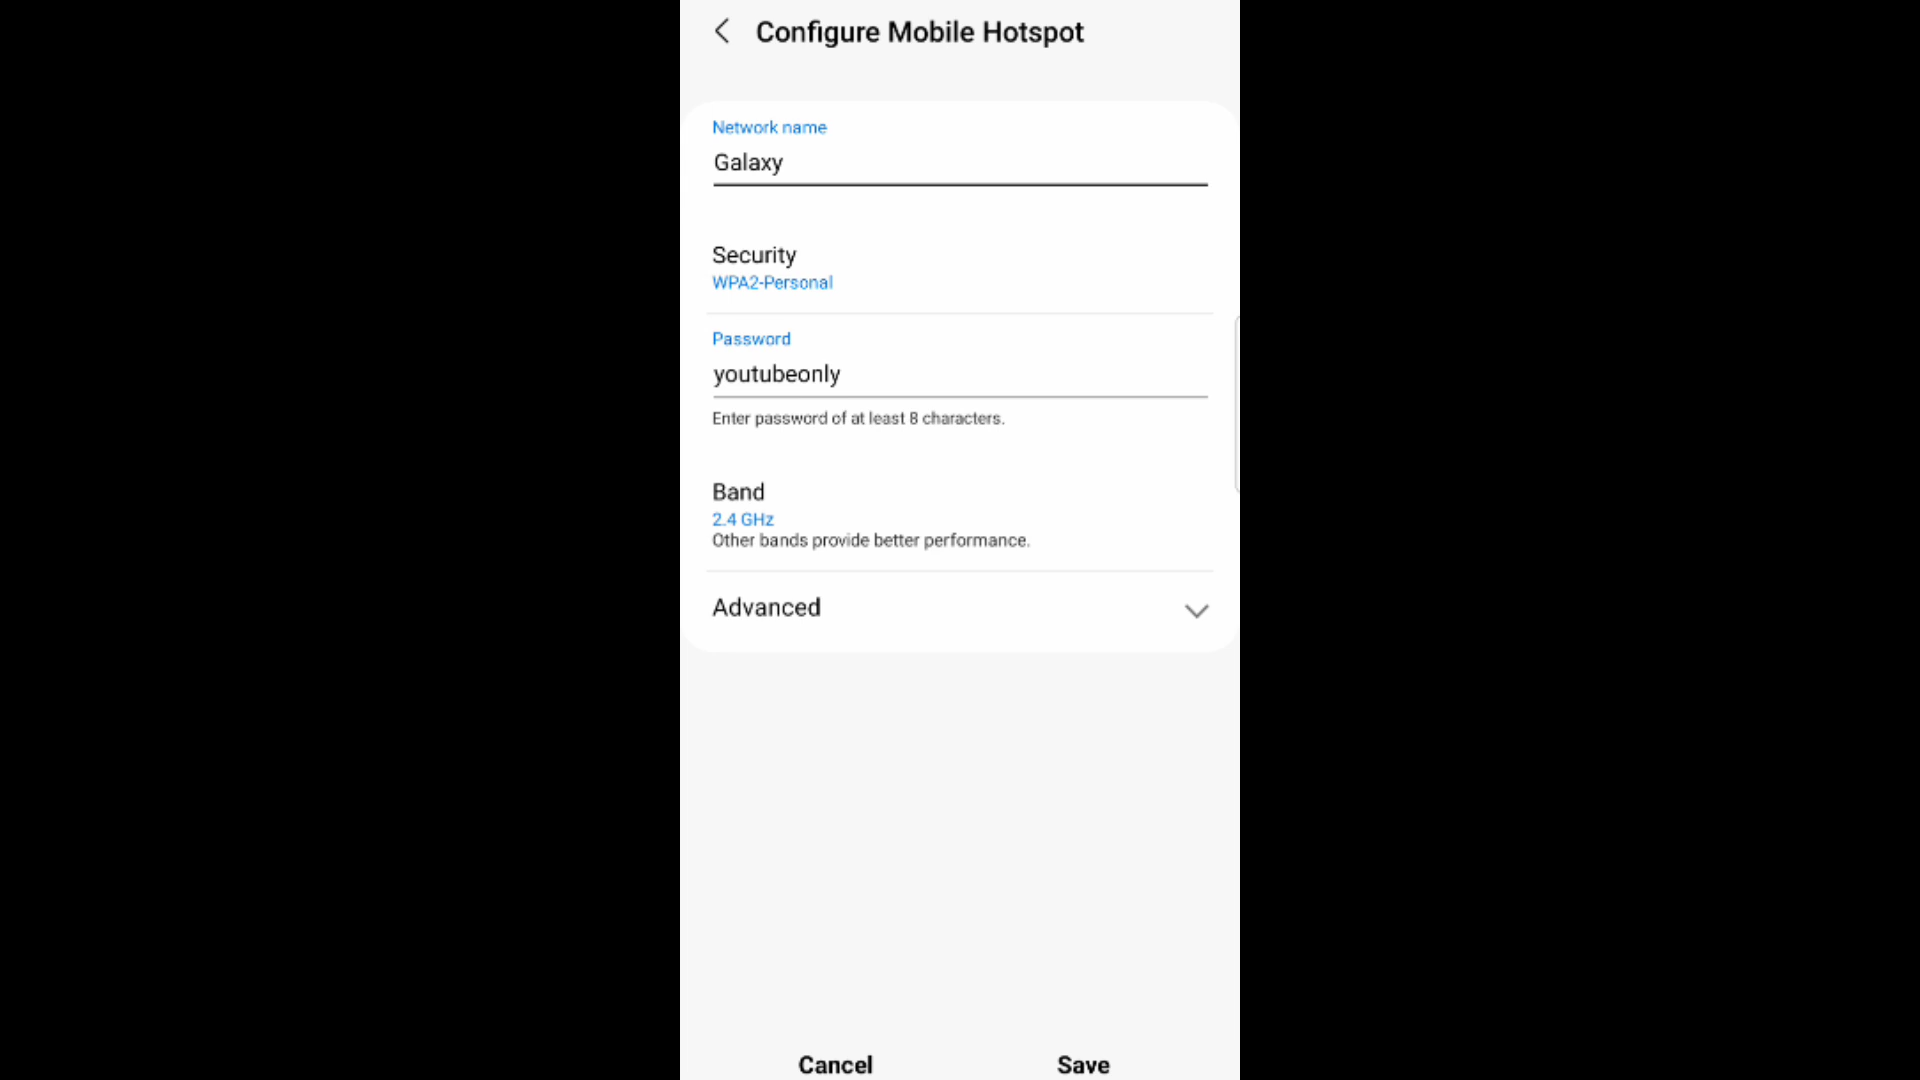 Configure Mobile Hotspot
Network name
Galaxy
Security
WPA2-Personal
Password
youtubeonly
Enter password of at least 8 characters.
Band
2.4 GHz
Other bands provide better performance.
Advanced
Cancel Save